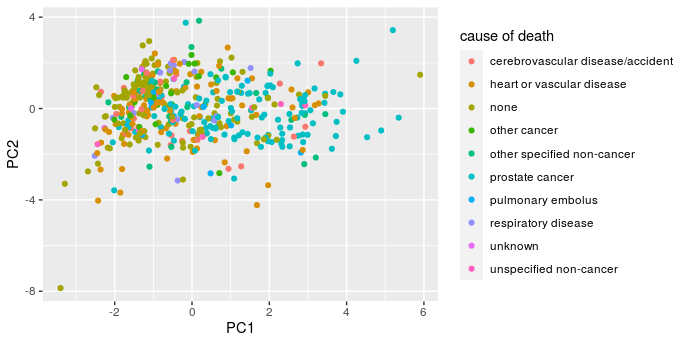 4
0
-4
-8
PC2
-2
0
2
4
6
PC1
cause of death
cerebrovascular disease/accident
heart or vascular disease
none
other cancer
other specified non-cancer
prostate cancer
pulmonary embolus
respiratory disease
unknown
unspecified non-cancer